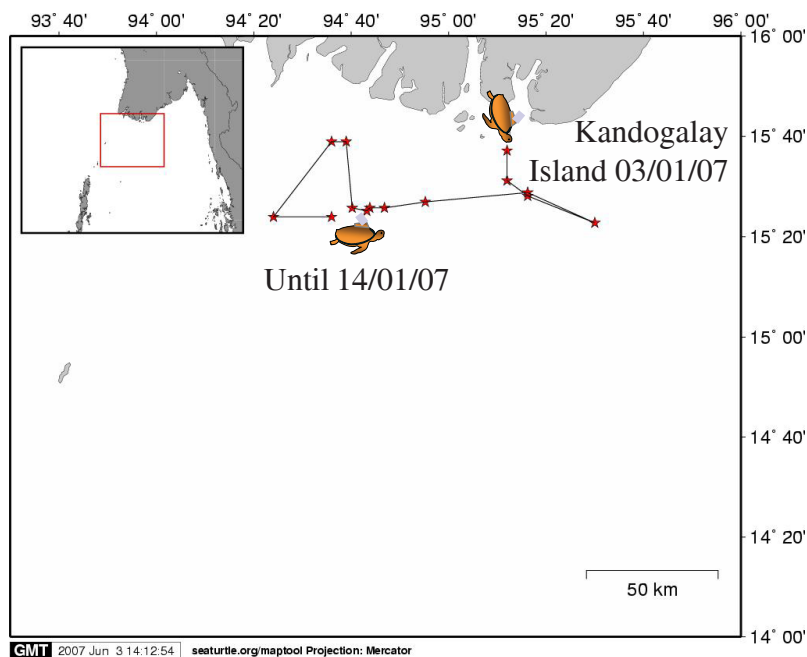 93° 40' 94° 00' 94° 20' 94° 40' 95° 00' 95° 20' 95° 40' 96° 00'
16° 00'
15° 40'
Kandogalay
Island 03/01/07
15° 20'
Until 14/01/07
15° 00'
14° 40'
14° 20'
50 km
14° 00'
GMT 2007 Jun 3 14:12:54 seaturtle.org/maptool Projection: Mercator